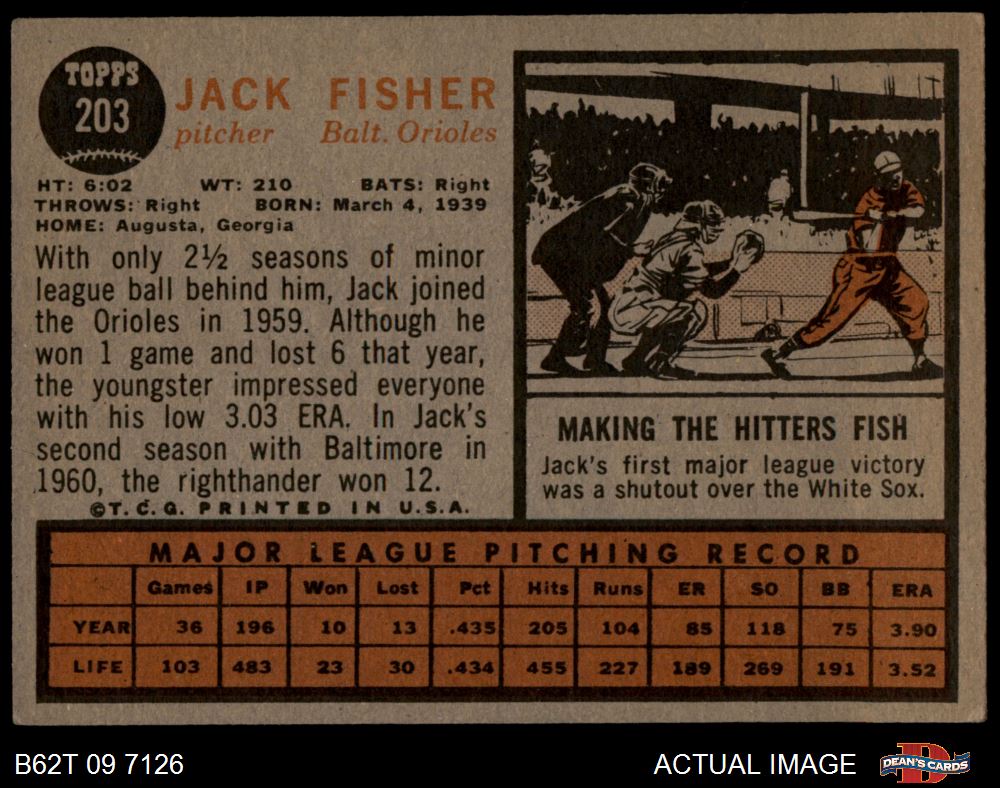 TOPPS
203
JACK FISHER
pitcher Balt. Orioles
HT: 6:02 WT: 210 BATS: Right
THROWS: Right BORN: March 4, 1939
HOME: Augusta, Georgia
With only 2½ seasons of minor
league ball behind him, Jack joined
the Orioles in 1959. Although he
won 1 game and lost 6 that year,
the youngster impressed everyone
with his low 3.03 ERA. In Jack's
second season with Baltimore in
1960, the righthander won 12.
©T.C.G. PRINTED IN U.S.A.
MAKING THE HITTERS FISH
Jack's first major league victory
was a shutout over the White Sox.
MAJOR LEAGUE PITCHING RECORD
Games IP Won Lost Pct Hits Runs ER SO BB ERA
YEAR 36 196 10 13 .435 205 104 85 118 75 3.90
LIFE 103 483 23 30 .434 455 227 189 269 191 3.52
B62T 09 7126 ACTUAL IMAGE
D
DEAN'S CARDS